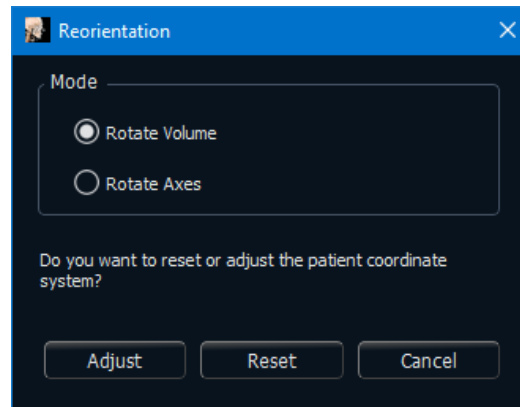 Reorientation
Mode
Rotate Volume
Rotate Axes
Do you want to reset or adjust the patient coordinate
system?
Adjust Reset Cancel